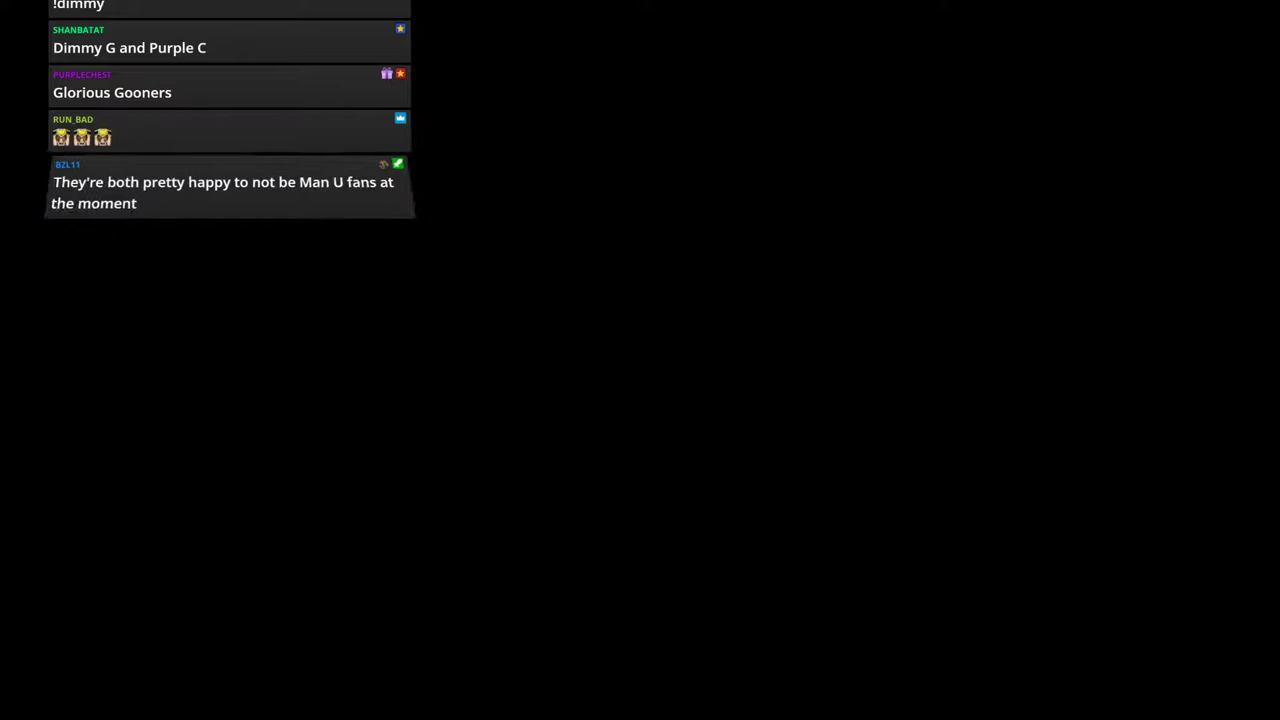 !dimmy
SHANBATAT
Dimmy G and Purple C
PURPLECHEST
Glorious Gooners
RUN_BAD
BZL11
They're both pretty happy to not be Man U fans at
the moment